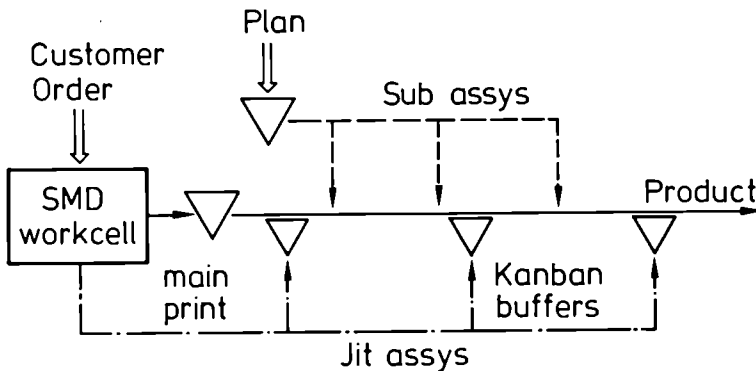 Plan
Customer
Order
Sub assys
SMD
workcell
Product
main
print
Kanban
buffers
Jit assys